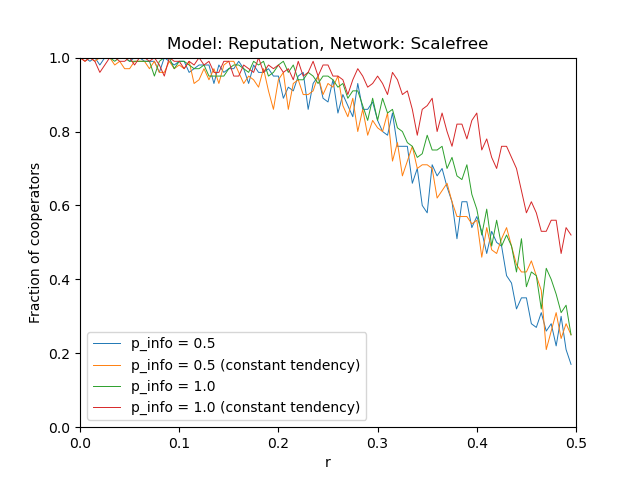 Model: Reputation, Network: Scalefree
1.0
0.8
0.6
0.4
0.2
0.0
Fraction of cooperators
p_info = 0.5
p_info = 0.5 (constant tendency)
p_info = 1.0
p_info = 1.0 (constant tendency)
0.0 0.1 0.2 0.3 0.4 0.5
r